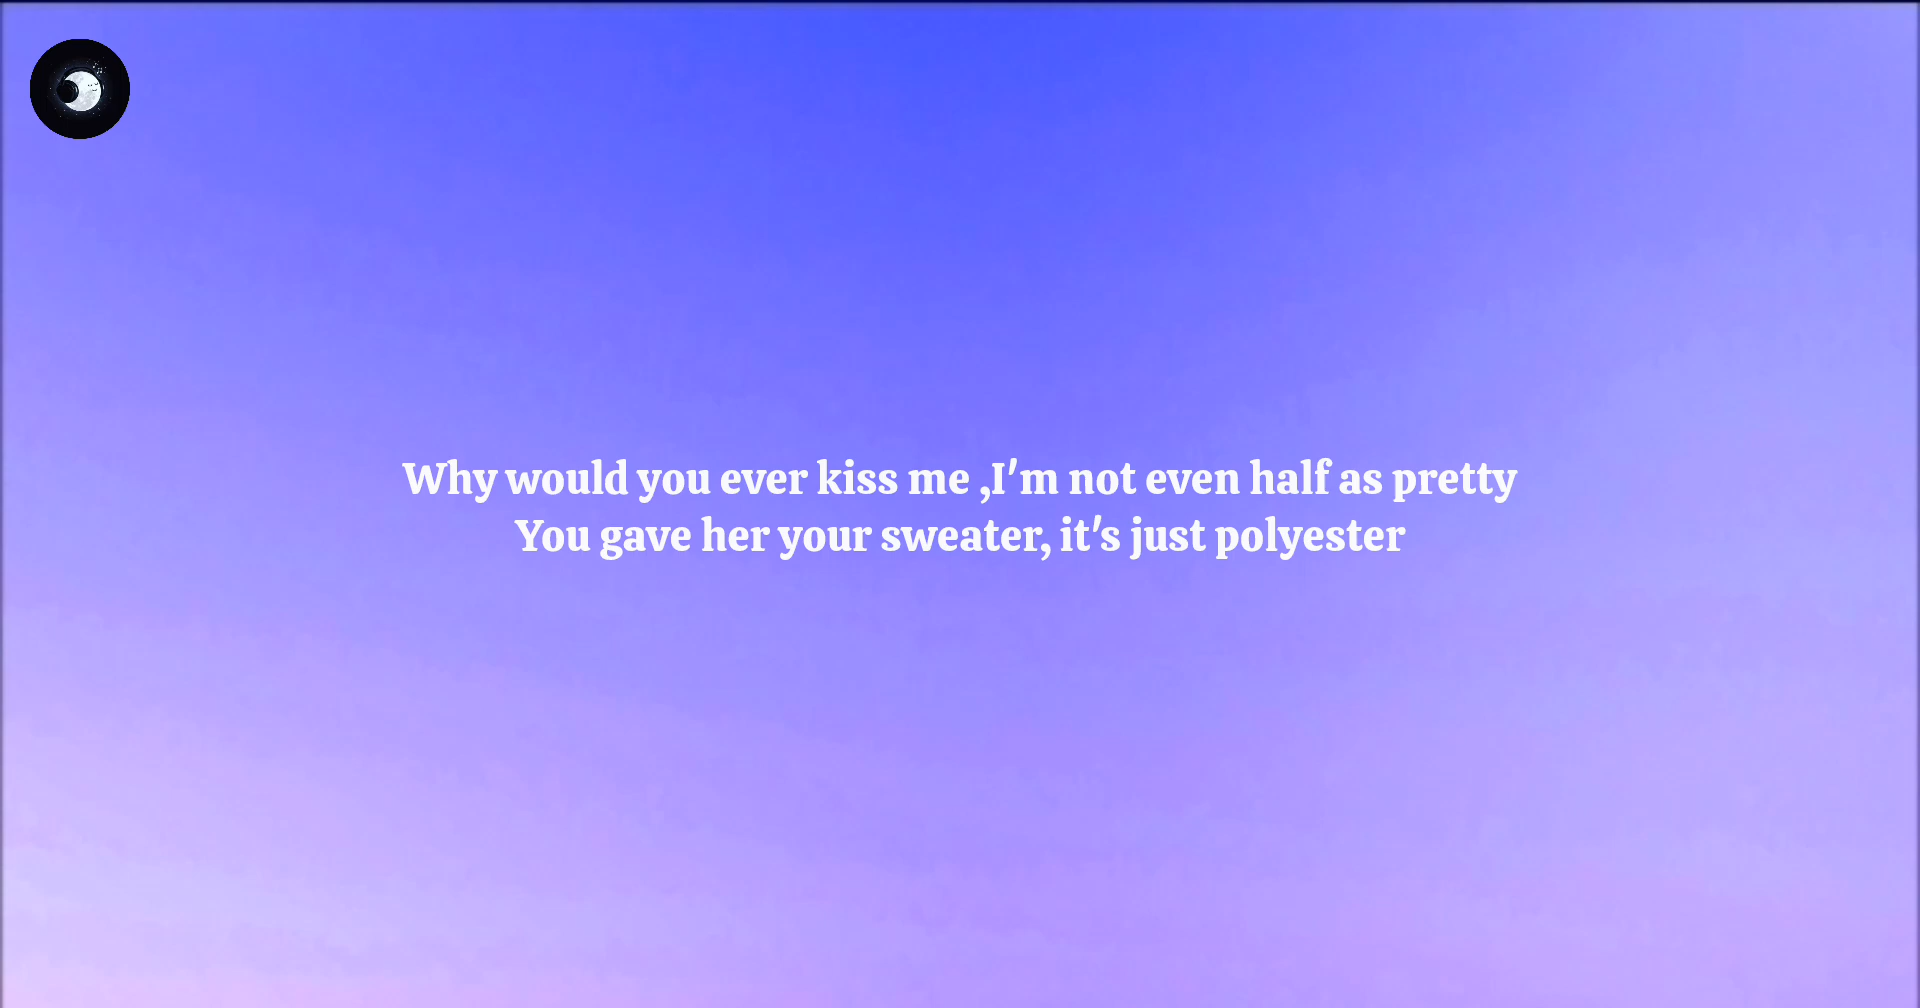 Why would you ever kiss me ,I'm not even half as pretty
You gave her your sweater, it's just polyester